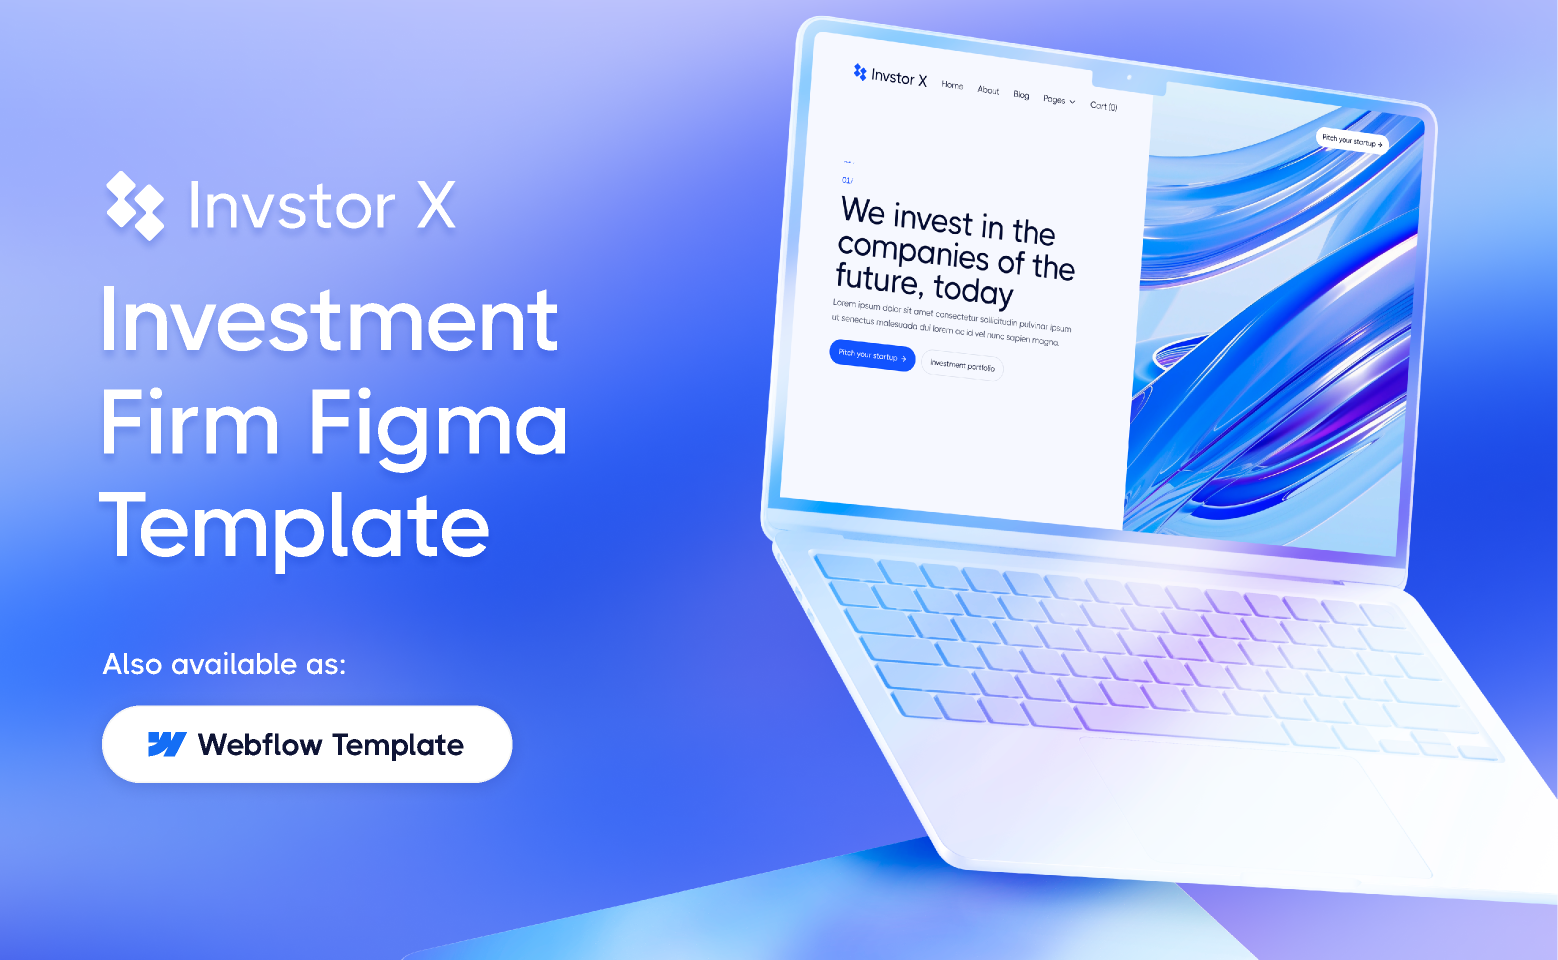 Invstor X
Investment
Firm Figma
Template
Also available as:
Webflow Template
Invstor X Home About Blog Pages Cart (0)
Pitch your startup →
01/
We invest in the
companies of the
future, today
Lorem ipsum dolor sit amet consectetur sollicitudin pulvinar ipsum
ut senectus malesuada dui lorem ac id vel nunc sapien magna.
Pitch your startup → Investment portfolio